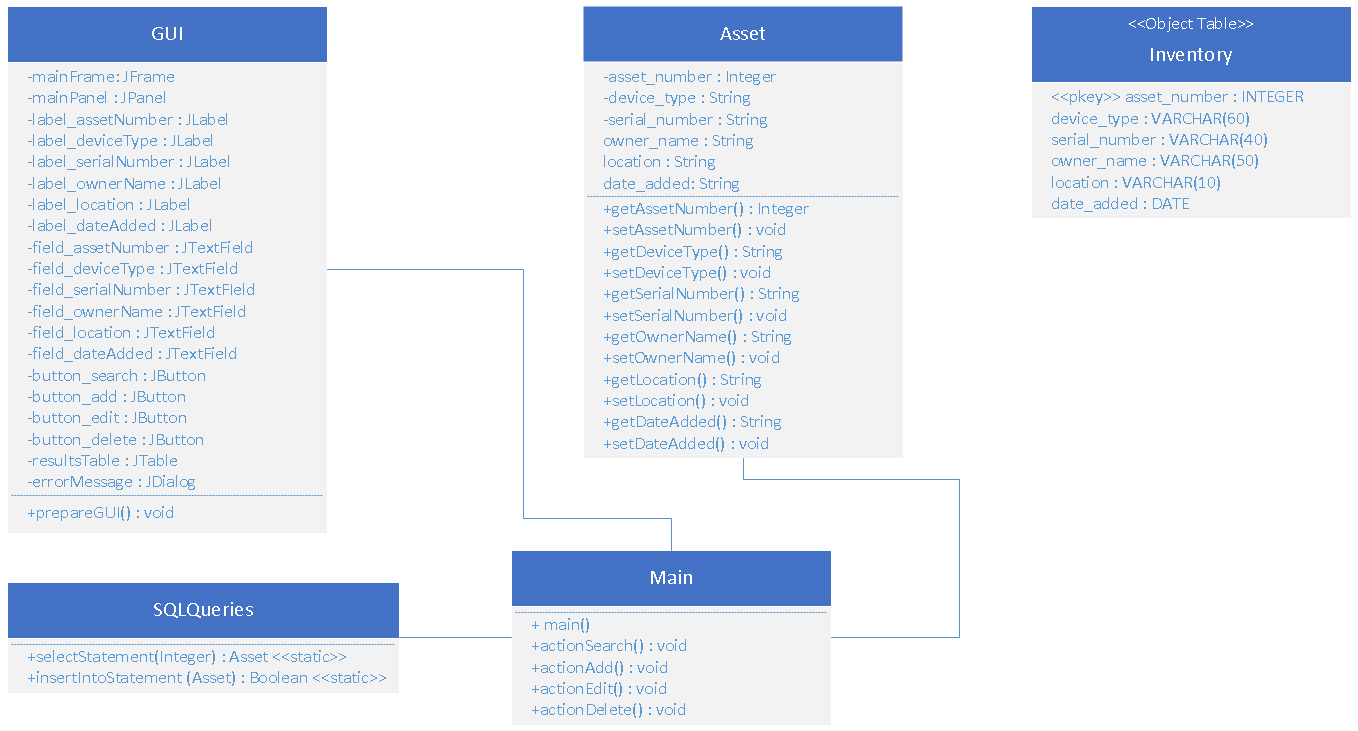 GUI
-mainFrame: JFrame
-mainPanel : JPanel
-label_assetNumber : JLabel
-label_deviceType : JLabel
-label_serialNumber : JLabel
-label_ownerName : JLabel
-label_location : JLabel
-label_dateAdded : JLabel
-field_assetNumber : JTextField
-field_deviceType : JTextField
-field_serialNumber : JTextFIeld
-field_ownerName : JTextField
-field_location : JTextField
-field_dateAdded : JTextField
-button_search : JButton
-button_add : JButton
-button_edit : JButton
-button_delete : JButton
-resultsTable : JTable
-errorMessage : JDialog
+prepareGUI() : void
Asset
-asset_number : Integer
-device_type : String
-serial_number : String
owner_name : String
location : String
date_added: String
+getAssetNumber() : Integer
+setAssetNumber() : void
+getDeviceType() : String
+setDeviceType() : void
+getSerialNumber() : String
+setSerialNumber() : void
+getOwnerName() : String
+setOwnerName() : void
+getLocation() : String
+setLocation() : void
+getDateAdded() : String
+setDateAdded() : void
<<Object Table>>
Inventory
<<pkey>> asset_number : INTEGER
device_type : VARCHAR(60)
serial_number : VARCHAR(40)
owner_name : VARCHAR(50)
location : VARCHAR(10)
date_added : DATE
SQLQueries
+selectStatement(Integer) : Asset <<static>>
+insertIntoStatement (Asset) : Boolean <<static>>
Main
+ main()
+actionSearch() : void
+actionAdd() : void
+actionEdit() : void
+actionDelete() : void